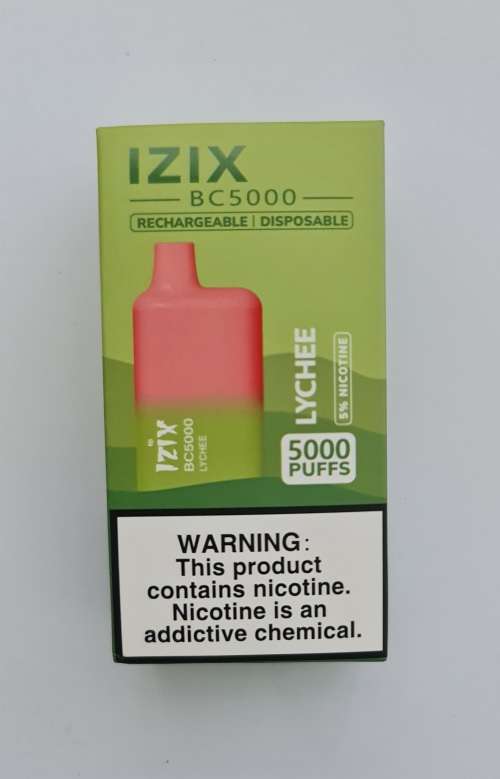 IZIX
BC5000
RECHARGEABLE | DISPOSABLE
LYCHEE
5% NICOTINE
5000
PUFFS
IZIX
BC5000
LYCHEE
WARNING:
This product
contains nicotine.
Nicotine is an
addictive chemical.